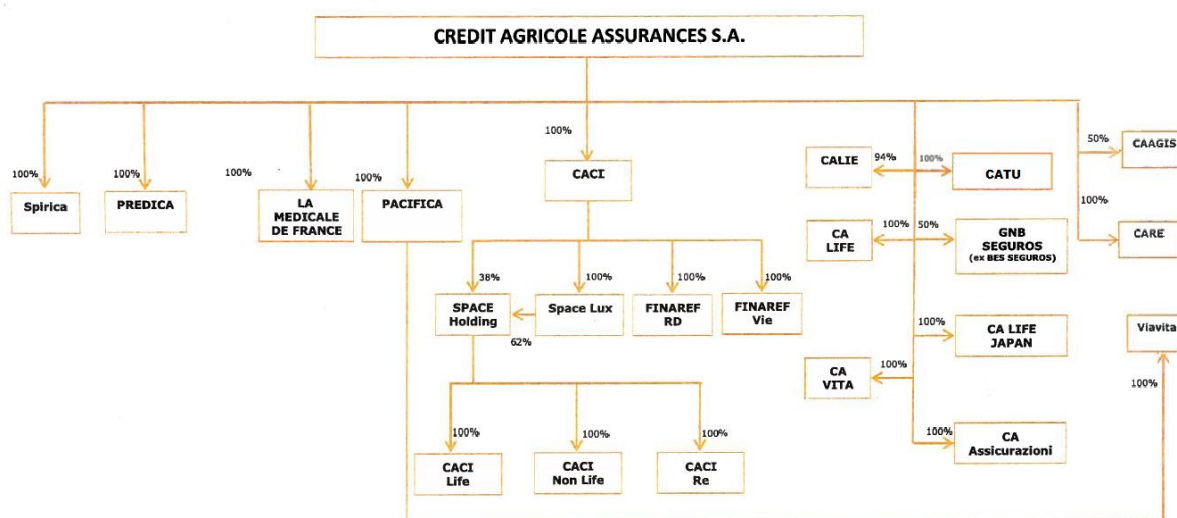 CREDIT AGRICOLE ASSURANCES S.A.
100%
Spirica
100%
PREDICA
100%
LA
MEDICALE
DE FRANCE
100%
PACIFICA
100%
CACI
38%
SPACE
Holding
100%
Space Lux
62%
100%
FINAREF
RD
100%
FINAREF
Vie
100%
CACI
Life
100%
CACI
Non Life
100%
CACI
Re
CALIE
94%
100%
CATU
CA
LIFE
100%
50%
GNB
SEGUROS
(ex BES SEGUROS)
100%
CA LIFE
JAPAN
CA
VITA
100%
100%
CA
Assicurazioni
50%
CAAGIS
100%
CARE
Viavita
100%